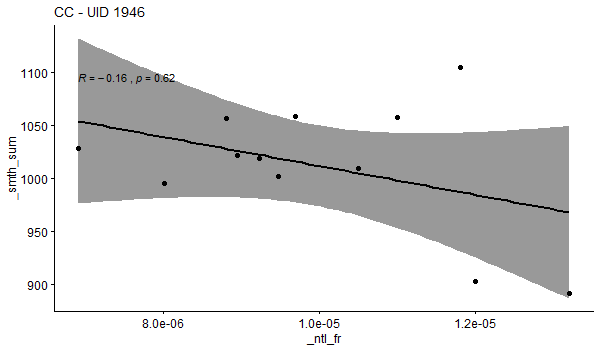 CC - UID 1946
R = −0.16 , p = 0.62
_smth_sum
1100
1050
1000
950
900
8.0e-06 1.0e-05 1.2e-05
_ntl_fr